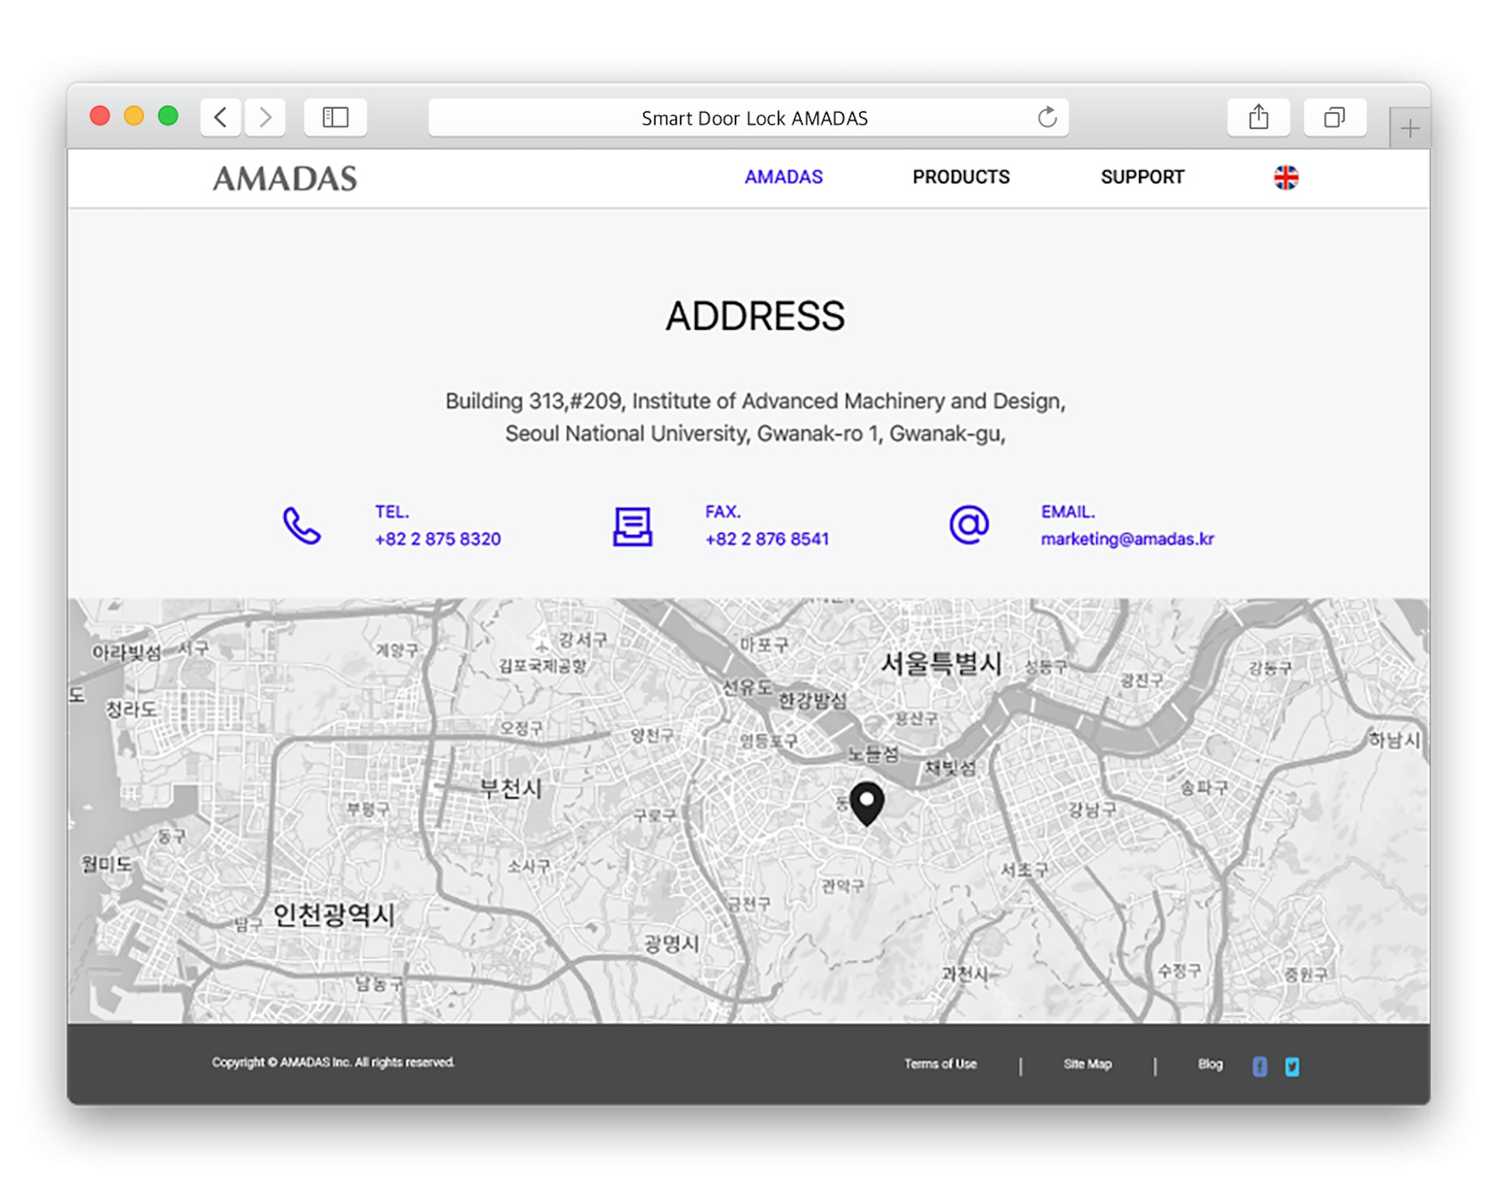 Smart Door Lock AMADAS
AMADAS
AMADAS
PRODUCTS
SUPPORT
ADDRESS
Building 313,#209, Institute of Advanced Machinery and Design,
Seoul National University, Gwanak-ro 1, Gwanak-gu,
TEL.
+82 2 875 8320
FAX.
+82 2 876 8541
EMAIL.
marketing@amadas.kr
아라빛섬
서구
계양구
강서구
김포국제공항
마포구
서울특별시
성동구
광진구
강동구
도
청라도
선유도
한강밤섬
용산구
오정구
양천구
영등포구
노들섬
채빛섬
하남시
부천시
송파구
부평구
구로구
동
강남구
동구
월미도
소사구
서초구
관악구
금천구
남구
인천광역시
광명시
과천시
수정구
중원구
남동구
Copyright © AMADAS Inc. All rights reserved.
Terms of Use
|
Site Map
|
Blog